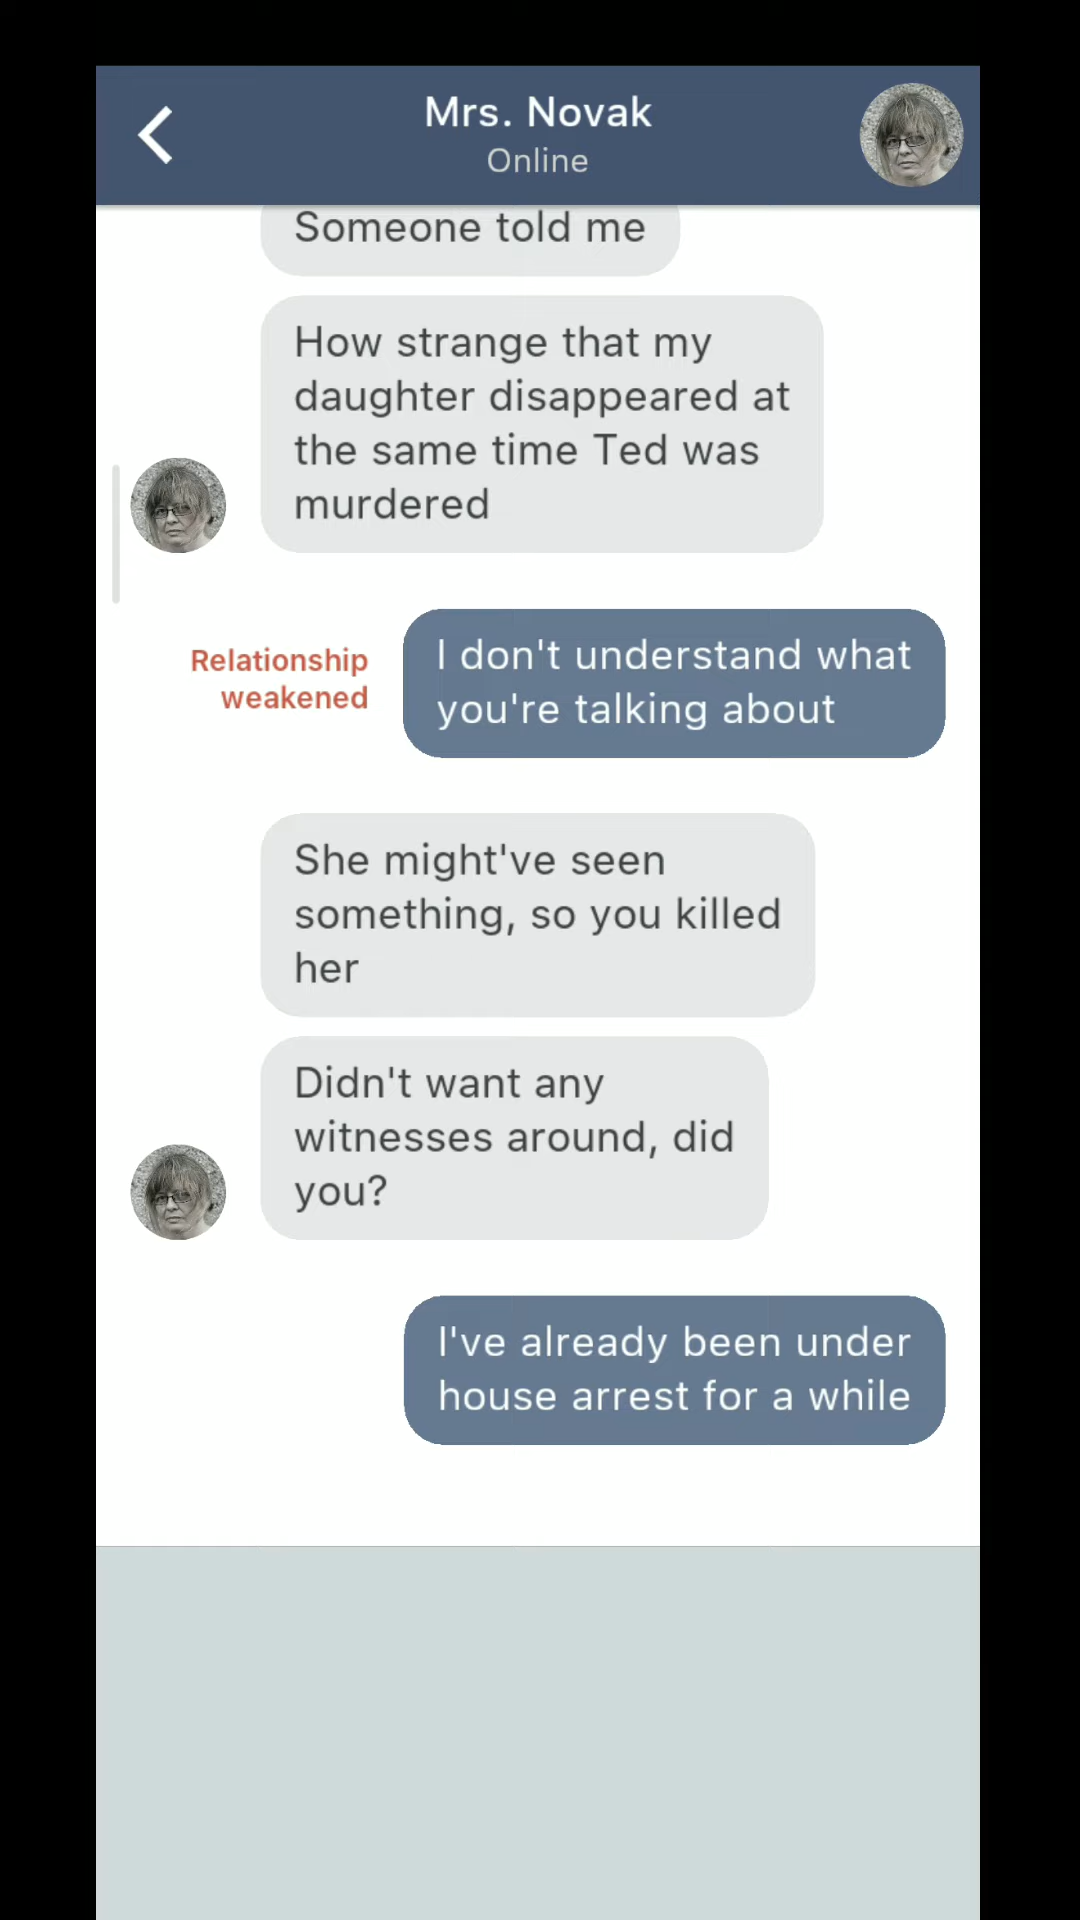 Mrs. Novak
Online
Someone told me
How strange that my
daughter disappeared at
the same time Ted was
murdered
Relationship
weakened
I don't understand what
you're talking about
She might've seen
something, so you killed
her
Didn't want any
witnesses around, did
you?
I've already been under
house arrest for a while